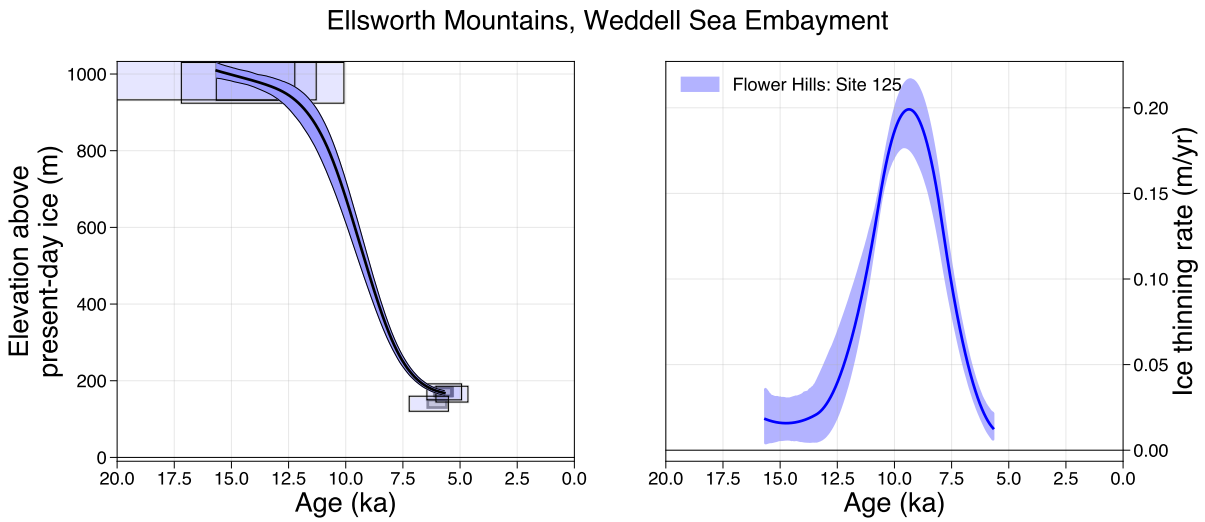 Ellsworth Mountains, Weddell Sea Embayment
Elevation above
present-day ice (m)
1000
800
600
400
200
0
20.0 17.5 15.0 12.5 10.0 7.5 5.0 2.5 0.0
Age (ka)
Flower Hills: Site 125
0.20
0.15
0.10
0.05
0.00
Ice thinning rate (m/yr)
20.0 17.5 15.0 12.5 10.0 7.5 5.0 2.5 0.0
Age (ka)